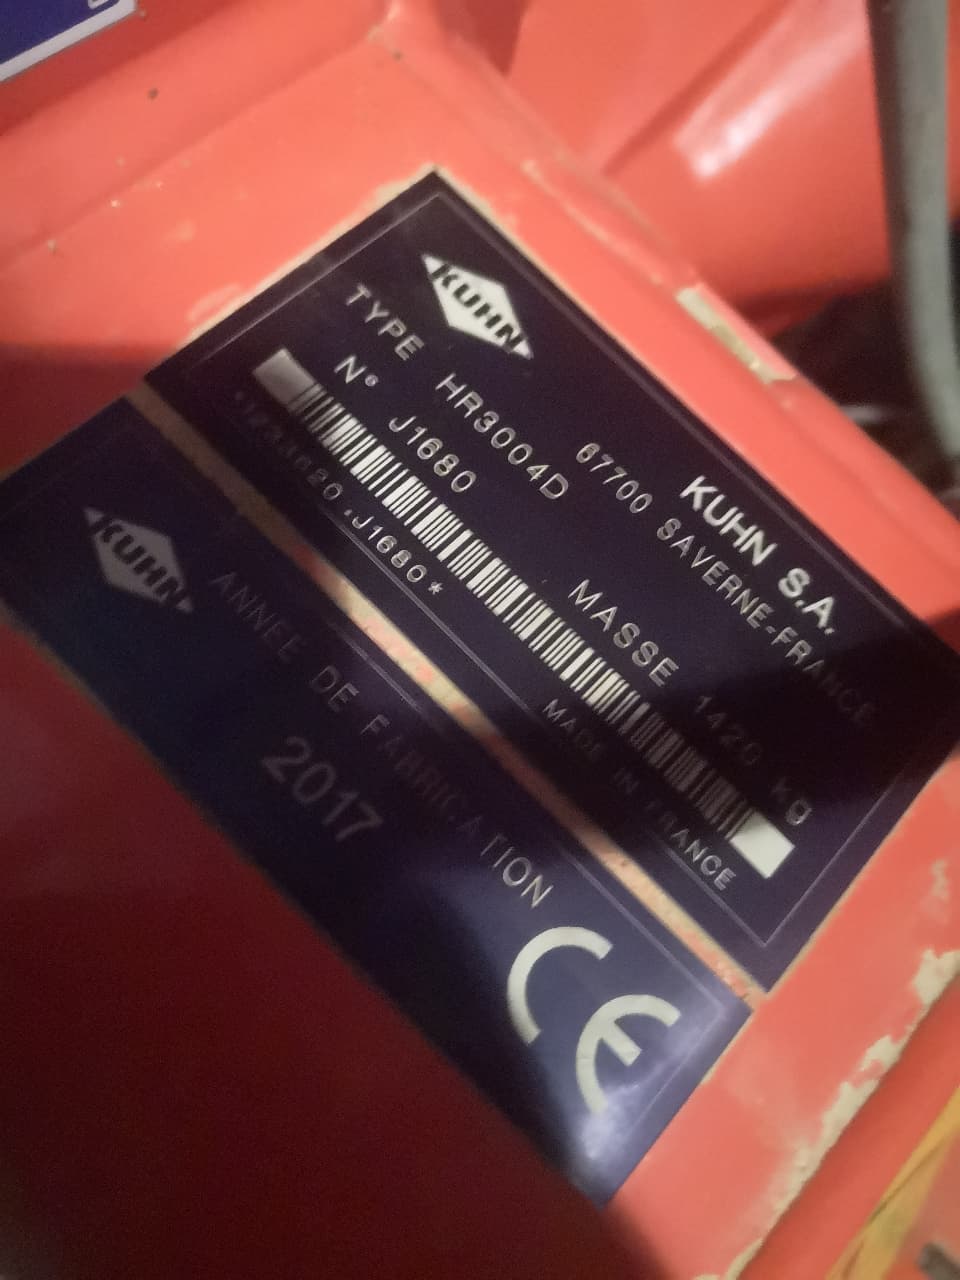 KUHN
KUHN S.A.
67700 SAVERNE-FRANCE
TYPE HR3004D
N° J1680 MASSE 1420 kg
.J1680*
MADE IN FRANCE
KUHN
ANNEE DE FABRICATION
2017
CE